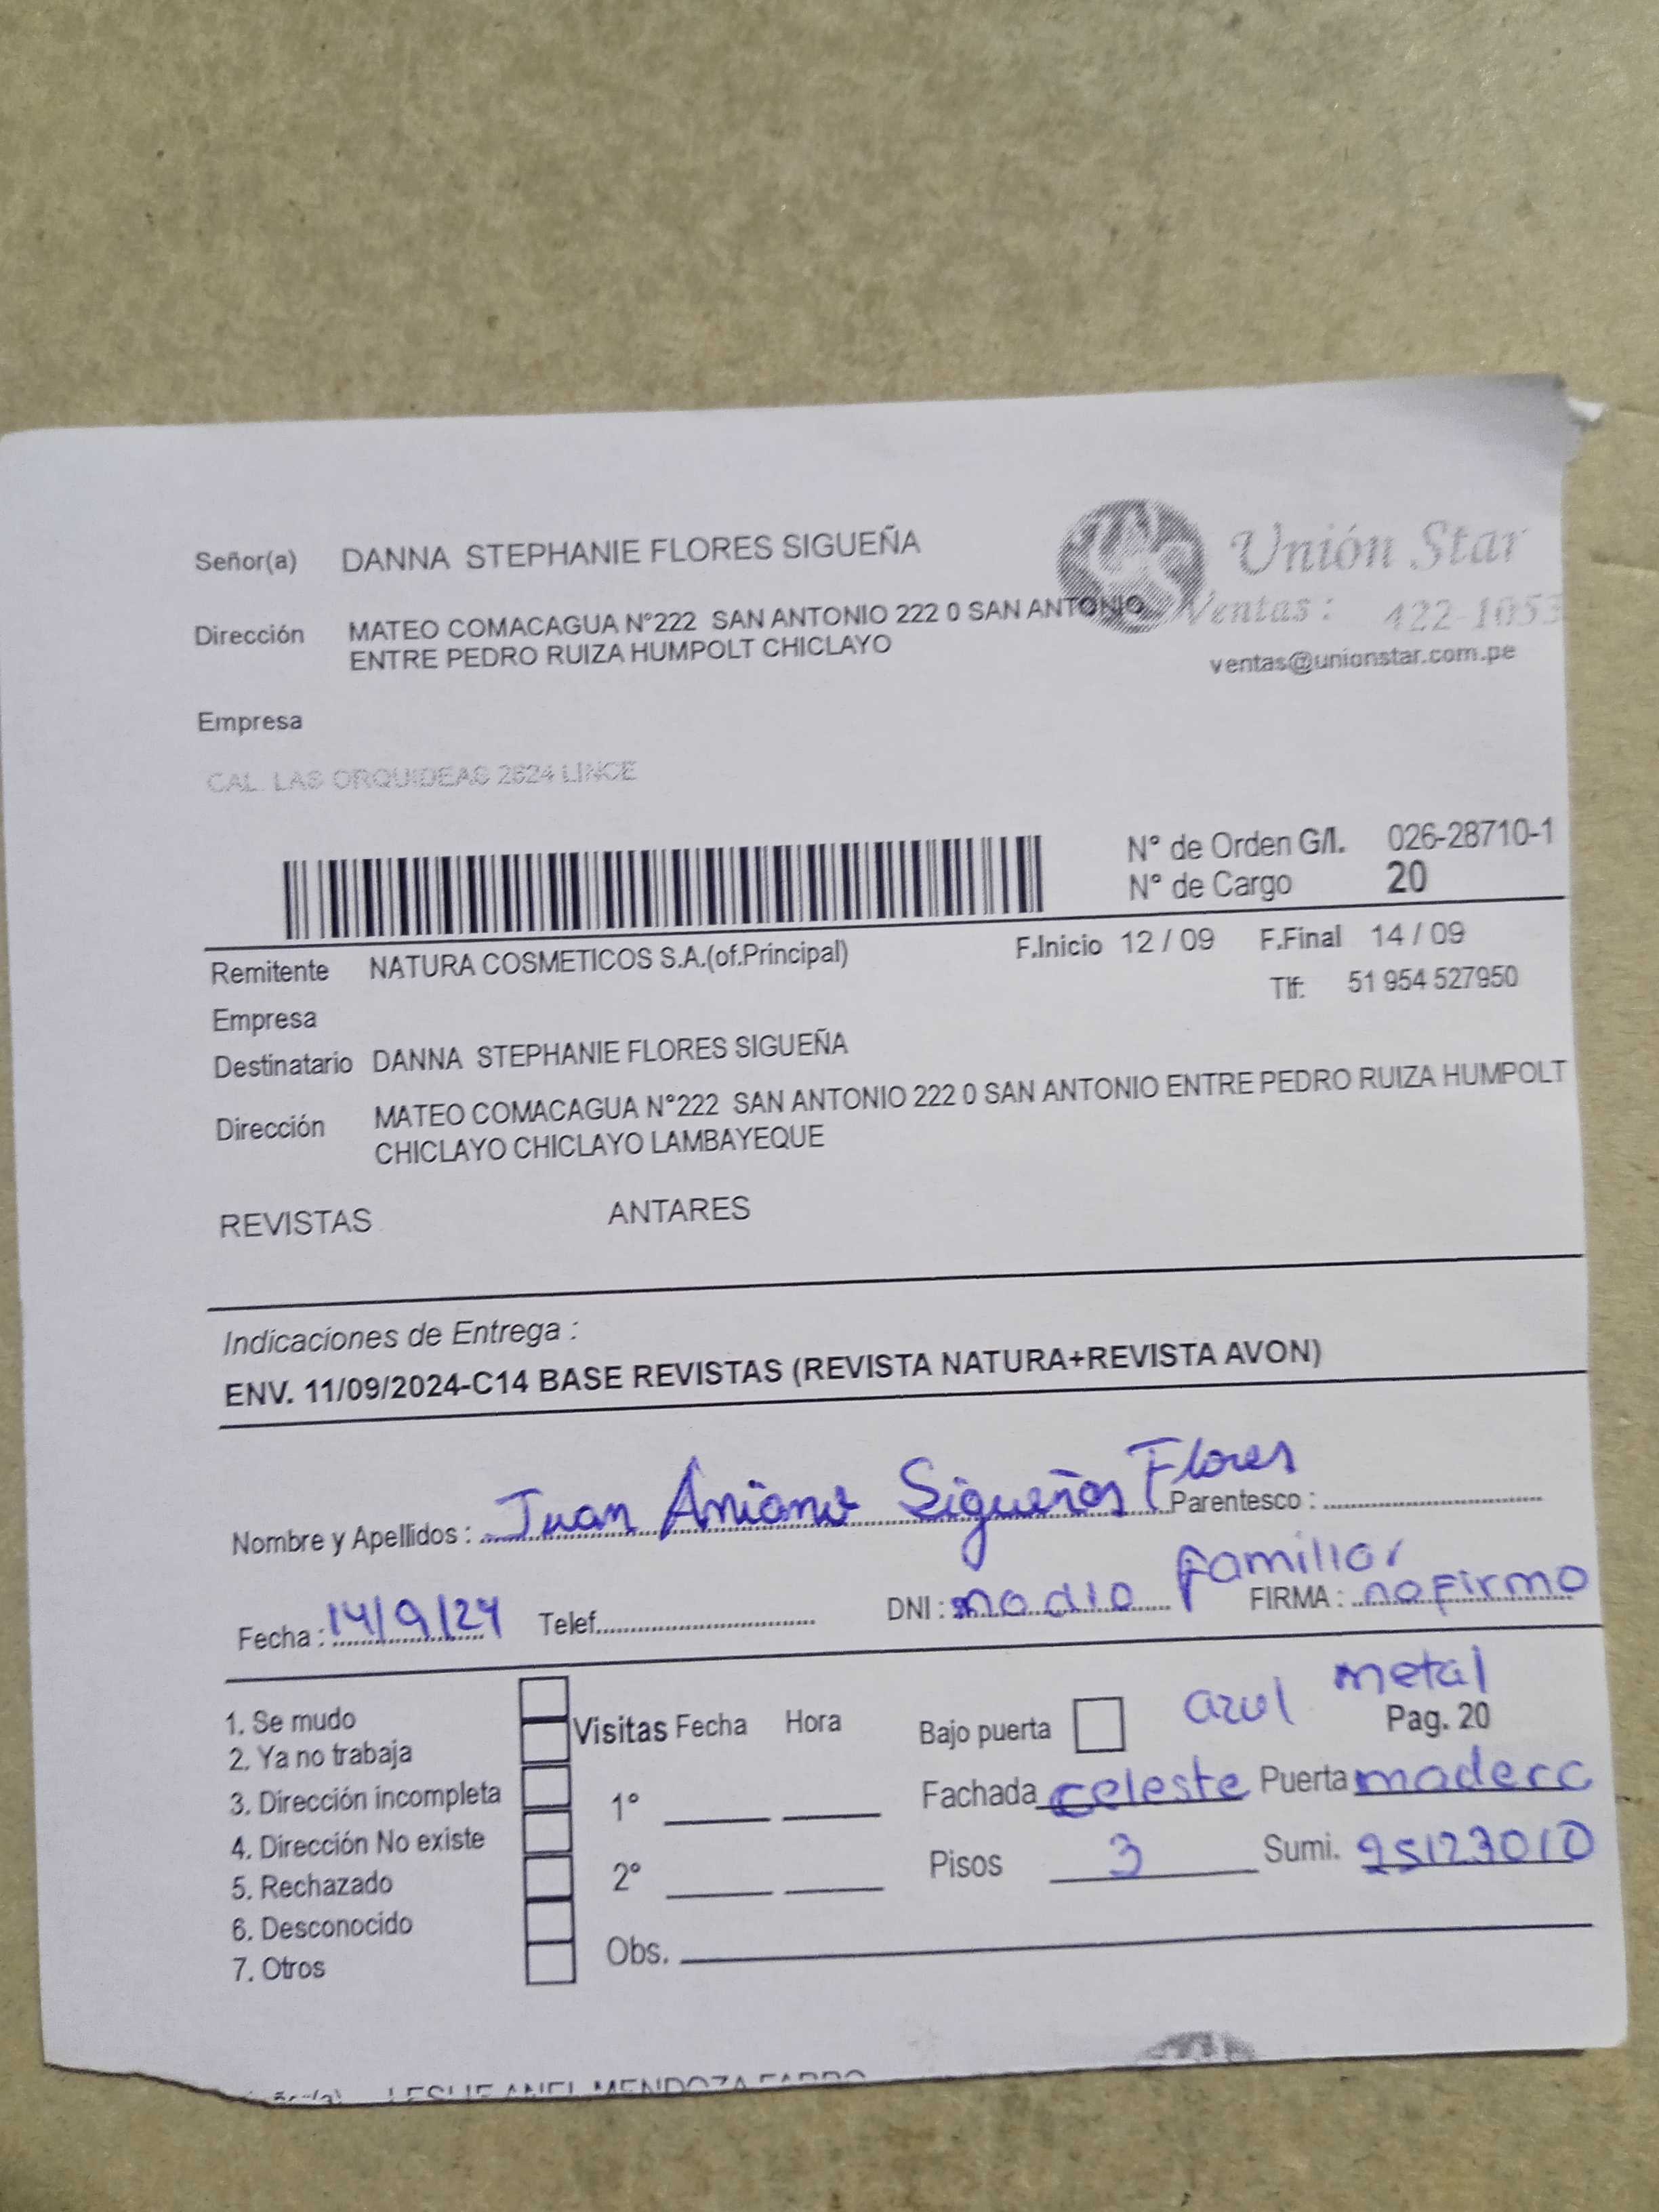 Señor(a) DANNA STEPHANIE FLORES SIGUEÑA
Unión Star
Dirección MATEO COMACAGUA N°222 SAN ANTONIO 222 0 SAN ANTONIO
Ventas: 422-1053
ENTRE PEDRO RUIZA HUMPOLT CHICLAYO
ventas@unionstar.com.pe
Empresa
CAL. LAS ORQUIDEAS 2624 LINCE
N° de Orden G/I. 026-28710-1
N° de Cargo 20
Remitente NATURA COSMETICOS S.A.(of.Principal) F.Inicio 12 / 09 F.Final 14 / 09
Empresa Tlf: 51 954 527950
Destinatario DANNA STEPHANIE FLORES SIGUEÑA
Dirección MATEO COMACAGUA N°222 SAN ANTONIO 222 0 SAN ANTONIO ENTRE PEDRO RUIZA HUMPOLT
CHICLAYO CHICLAYO LAMBAYEQUE
REVISTAS ANTARES
Indicaciones de Entrega :
ENV. 11/09/2024-C14 BASE REVISTAS (REVISTA NATURA+REVISTA AVON)
Nombre y Apellidos : Juan Aniano Sigueñas Flores Parentesco :
familiar
Fecha : 14/9/24 Telef. DNI : no dio FIRMA : no firmo
azul metal
1. Se mudo Visitas Fecha Hora Bajo puerta Pag. 20
2. Ya no trabaja
3. Dirección incompleta 1° Fachada celeste Puerta madera
4. Dirección No existe
5. Rechazado 2° Pisos 3 Sumi. 25123010
6. Desconocido
7. Otros Obs.
LESLIE ANEL MENDOZA FARRO